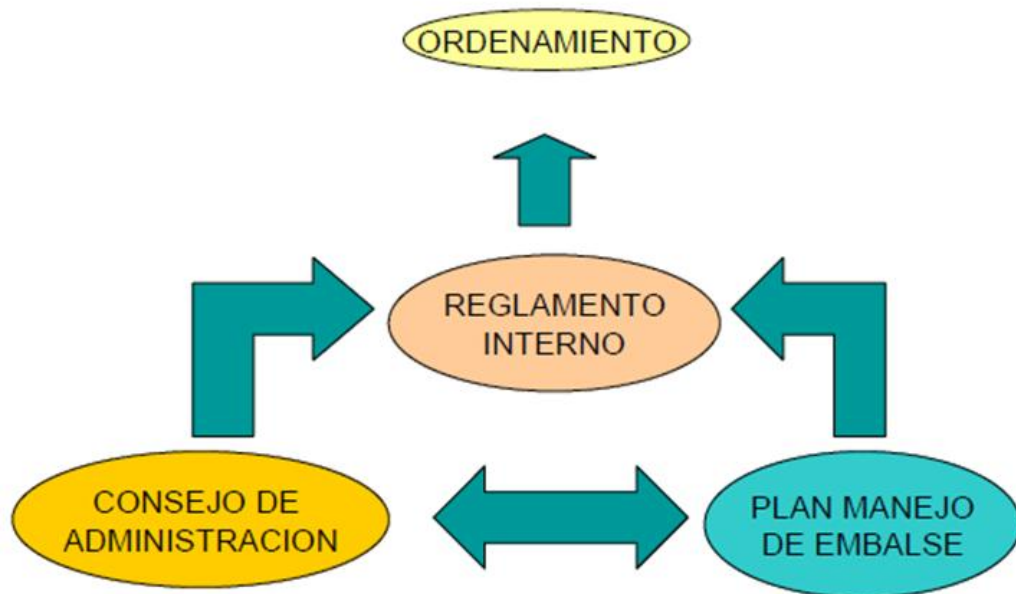 ORDENAMIENTO
REGLAMENTO
INTERNO
CONSEJO DE
ADMINISTRACION
PLAN MANEJO
DE EMBALSE